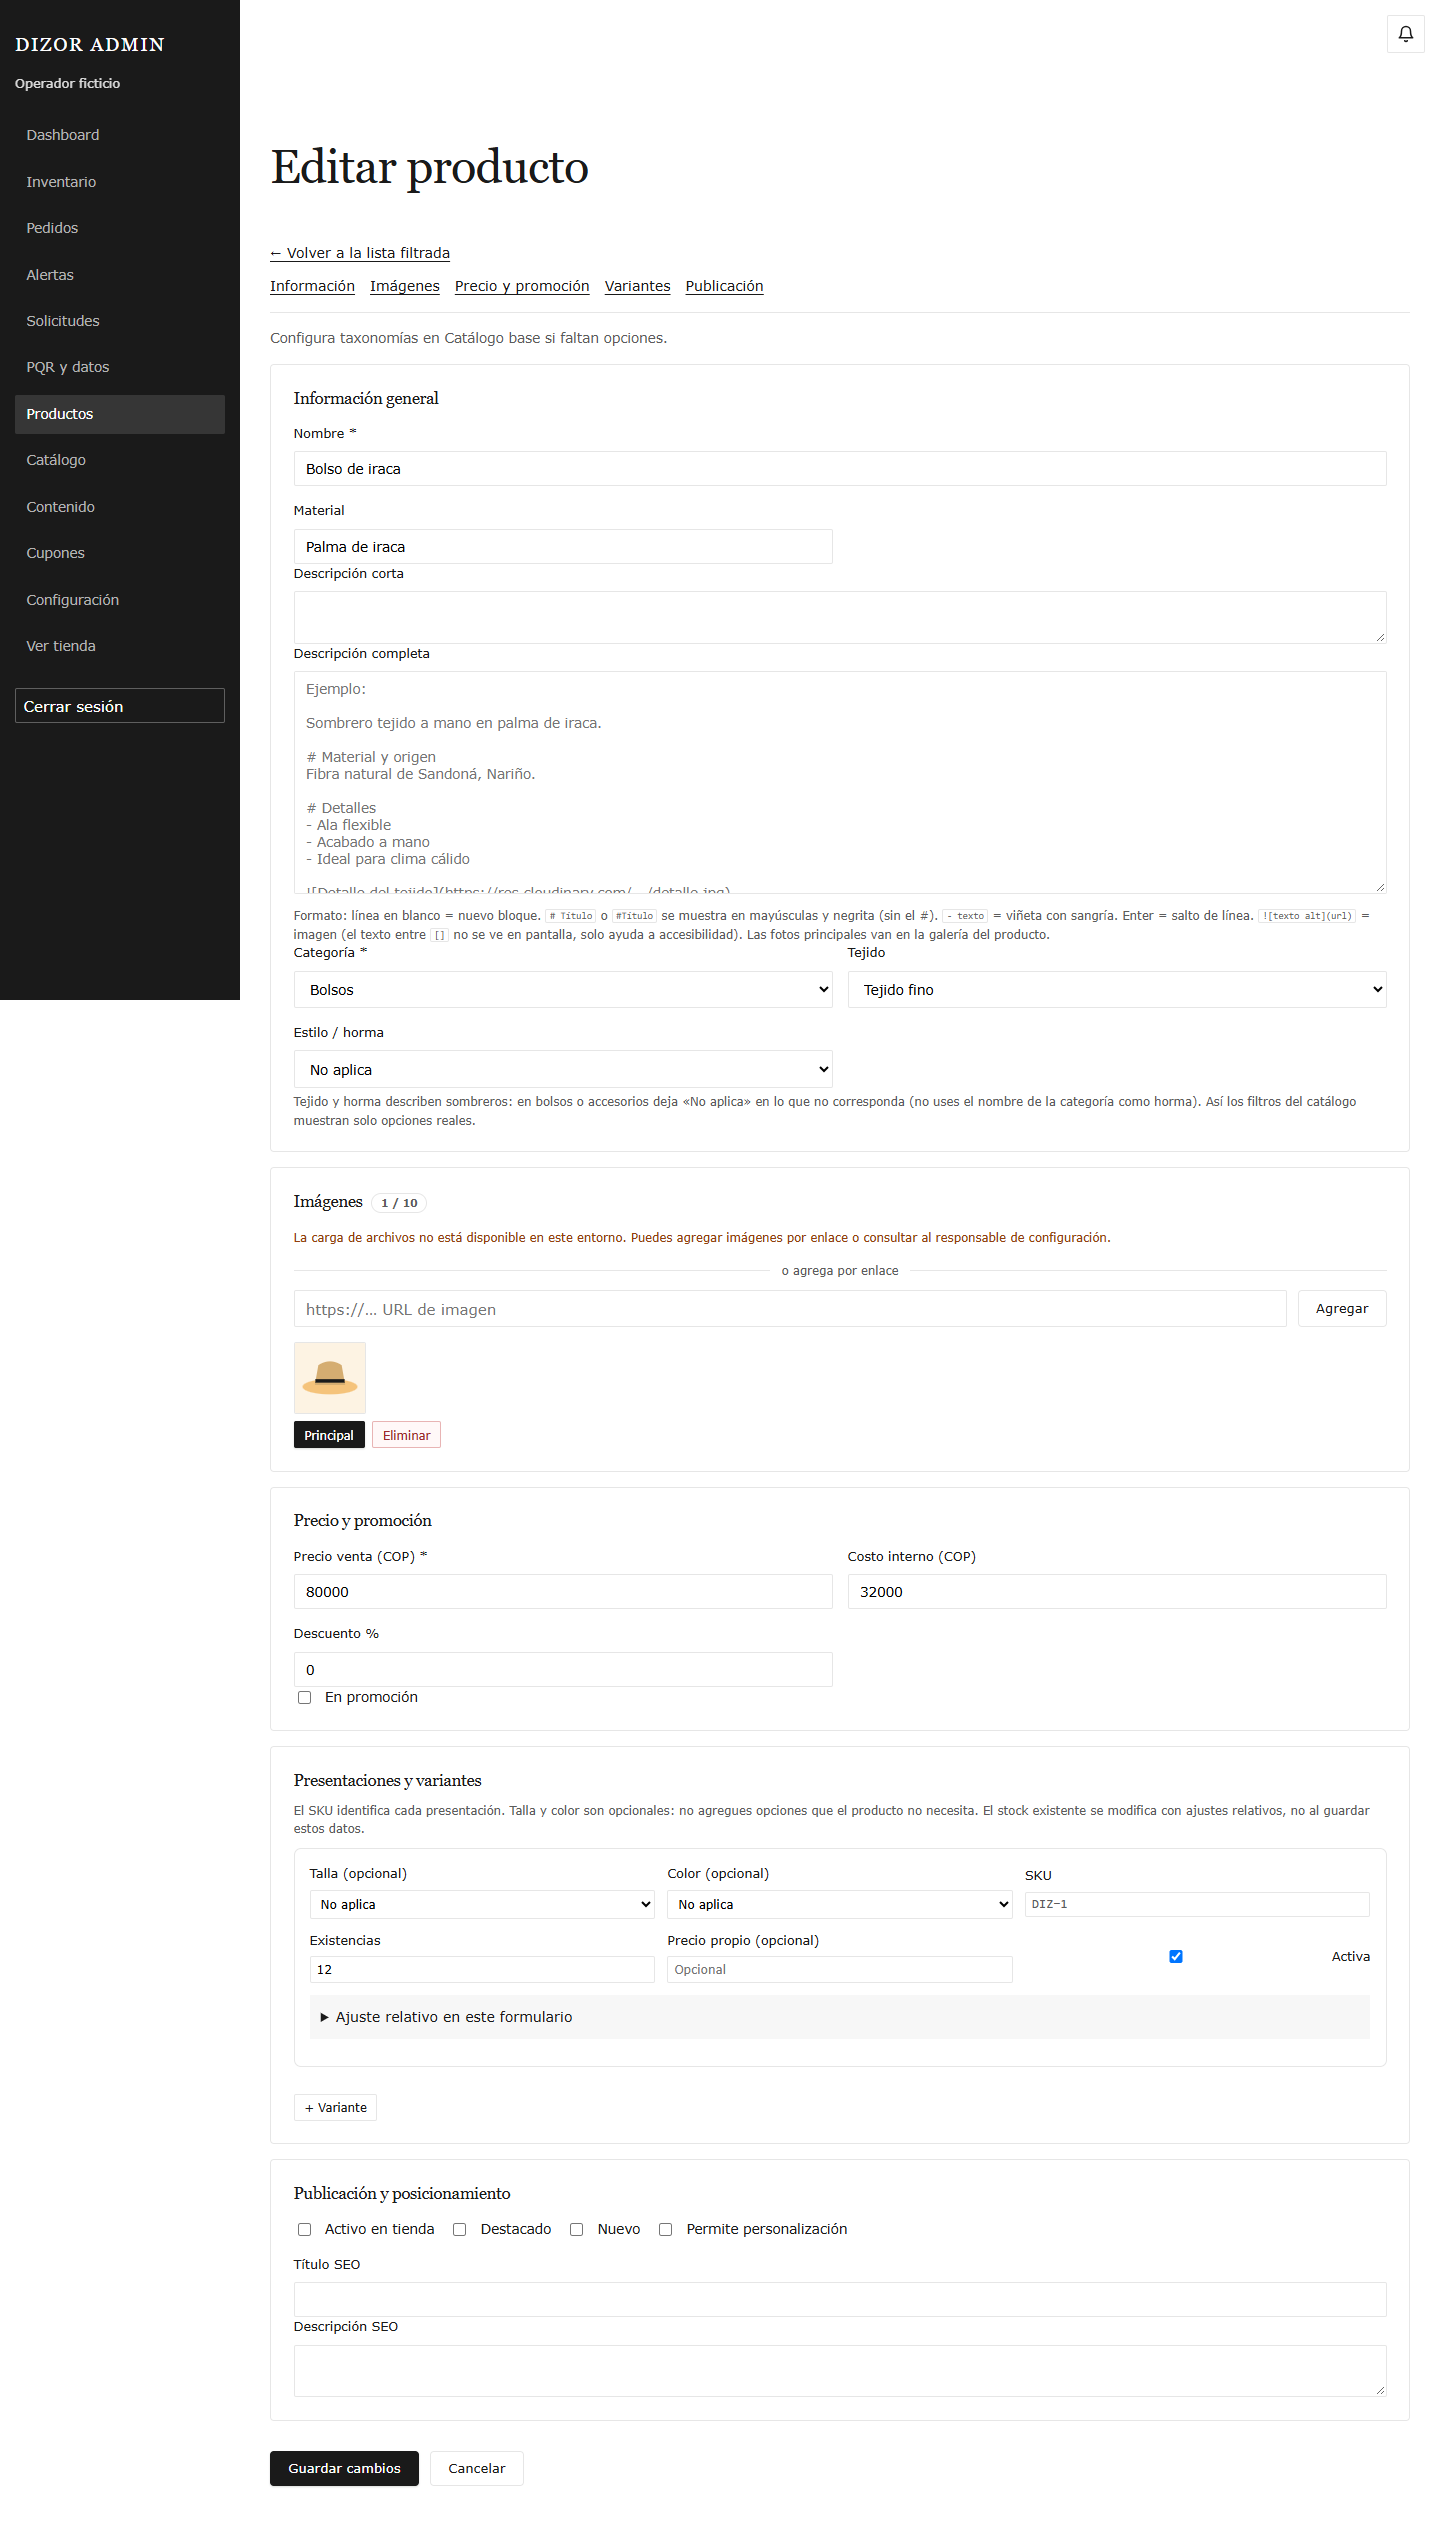 DIZOR ADMIN
Operador ficticio
Dashboard
Inventario
Pedidos
Alertas
Solicitudes
PQR y datos
Productos
Catálogo
Contenido
Cupones
Configuración
Ver tienda
Cerrar sesión
Editar producto
← Volver a la lista filtrada
Información Imágenes Precio y promoción Variantes Publicación
Configura taxonomías en Catálogo base si faltan opciones.
Información general
Nombre *
Bolso de iraca
Material
Palma de iraca
Descripción corta
Descripción completa
Ejemplo:
Sombrero tejido a mano en palma de iraca.
# Material y origen
Fibra natural de Sandoná, Nariño.
# Detalles
- Ala flexible
- Acabado a mano
- Ideal para clima cálido
![Detalle del tejido](https://res.cloudinary.com/.../detalle.jpg)
Formato: línea en blanco = nuevo bloque. # Título o #Título se muestra en mayúsculas y negrita (sin el #). - texto = viñeta con sangría. Enter = salto de línea. ![texto alt](url) =
imagen (el texto entre [] no se ve en pantalla, solo ayuda a accesibilidad). Las fotos principales van en la galería del producto.
Categoría * Tejido
Bolsos Tejido fino
Estilo / horma
No aplica
Tejido y horma describen sombreros: en bolsos o accesorios deja «No aplica» en lo que no corresponda (no uses el nombre de la categoría como horma). Así los filtros del catálogo
muestran solo opciones reales.
Imágenes 1 / 10
La carga de archivos no está disponible en este entorno. Puedes agregar imágenes por enlace o consultar al responsable de configuración.
o agrega por enlace
https://... URL de imagen Agregar
Principal Eliminar
Precio y promoción
Precio venta (COP) * Costo interno (COP)
80000 32000
Descuento %
0
En promoción
Presentaciones y variantes
El SKU identifica cada presentación. Talla y color son opcionales: no agregues opciones que el producto no necesita. El stock existente se modifica con ajustes relativos, no al guardar
estos datos.
Talla (opcional) Color (opcional) SKU
No aplica No aplica DIZ-1
Existencias Precio propio (opcional)
12 Opcional Activa
▶ Ajuste relativo en este formulario
+ Variante
Publicación y posicionamiento
Activo en tienda Destacado Nuevo Permite personalización
Título SEO
Descripción SEO
Guardar cambios Cancelar